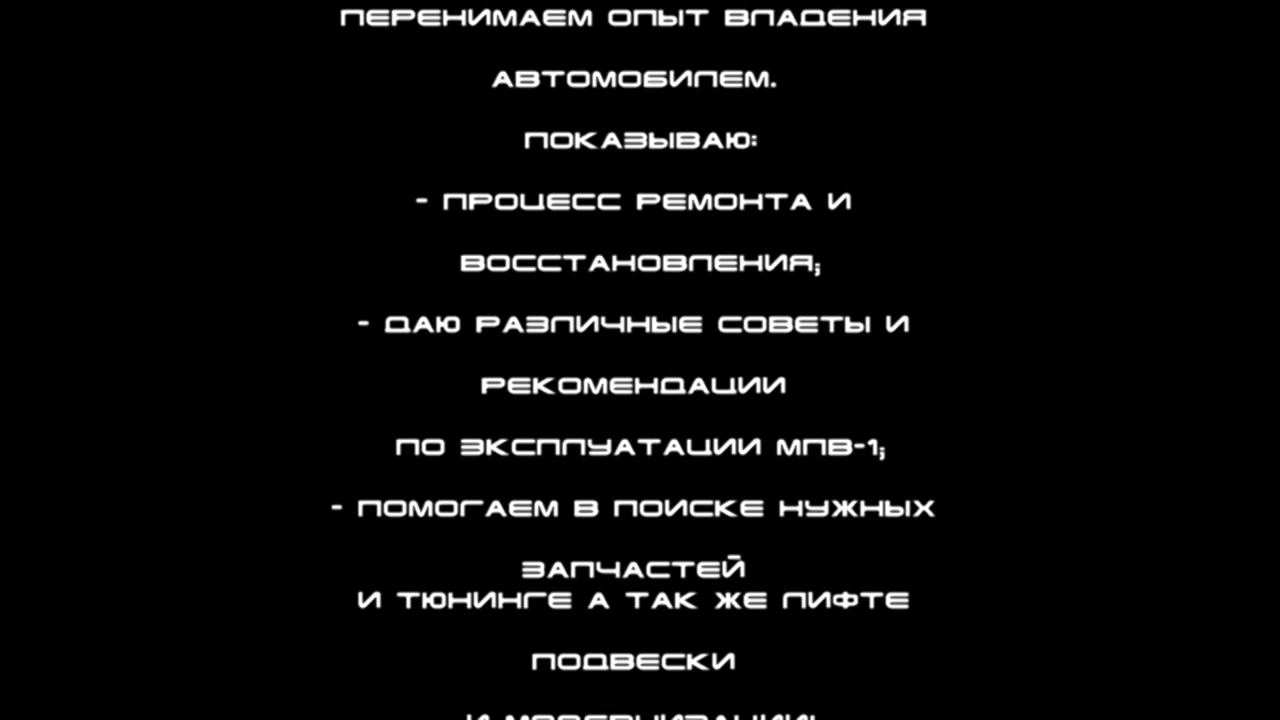 ПЕРЕНИМАЕМ ОПЫТ ВЛАДЕНИЯ
АВТОМОБИЛЕМ.
ПОКАЗЫВАЮ:
- ПРОЦЕСС РЕМОНТА И
ВОССТАНОВЛЕНИЯ;
- ДАЮ РАЗЛИЧНЫЕ СОВЕТЫ И
РЕКОМЕНДАЦИИ
ПО ЭКСПЛУАТАЦИИ МПВ-1;
- ПОМОГАЕМ В ПОИСКЕ НУЖНЫХ
ЗАПЧАСТЕЙ
И ТЮНИНГЕ А ТАК ЖЕ ЛИФТЕ
ПОДВЕСКИ
И МОДЕРНИЗАЦИИ!